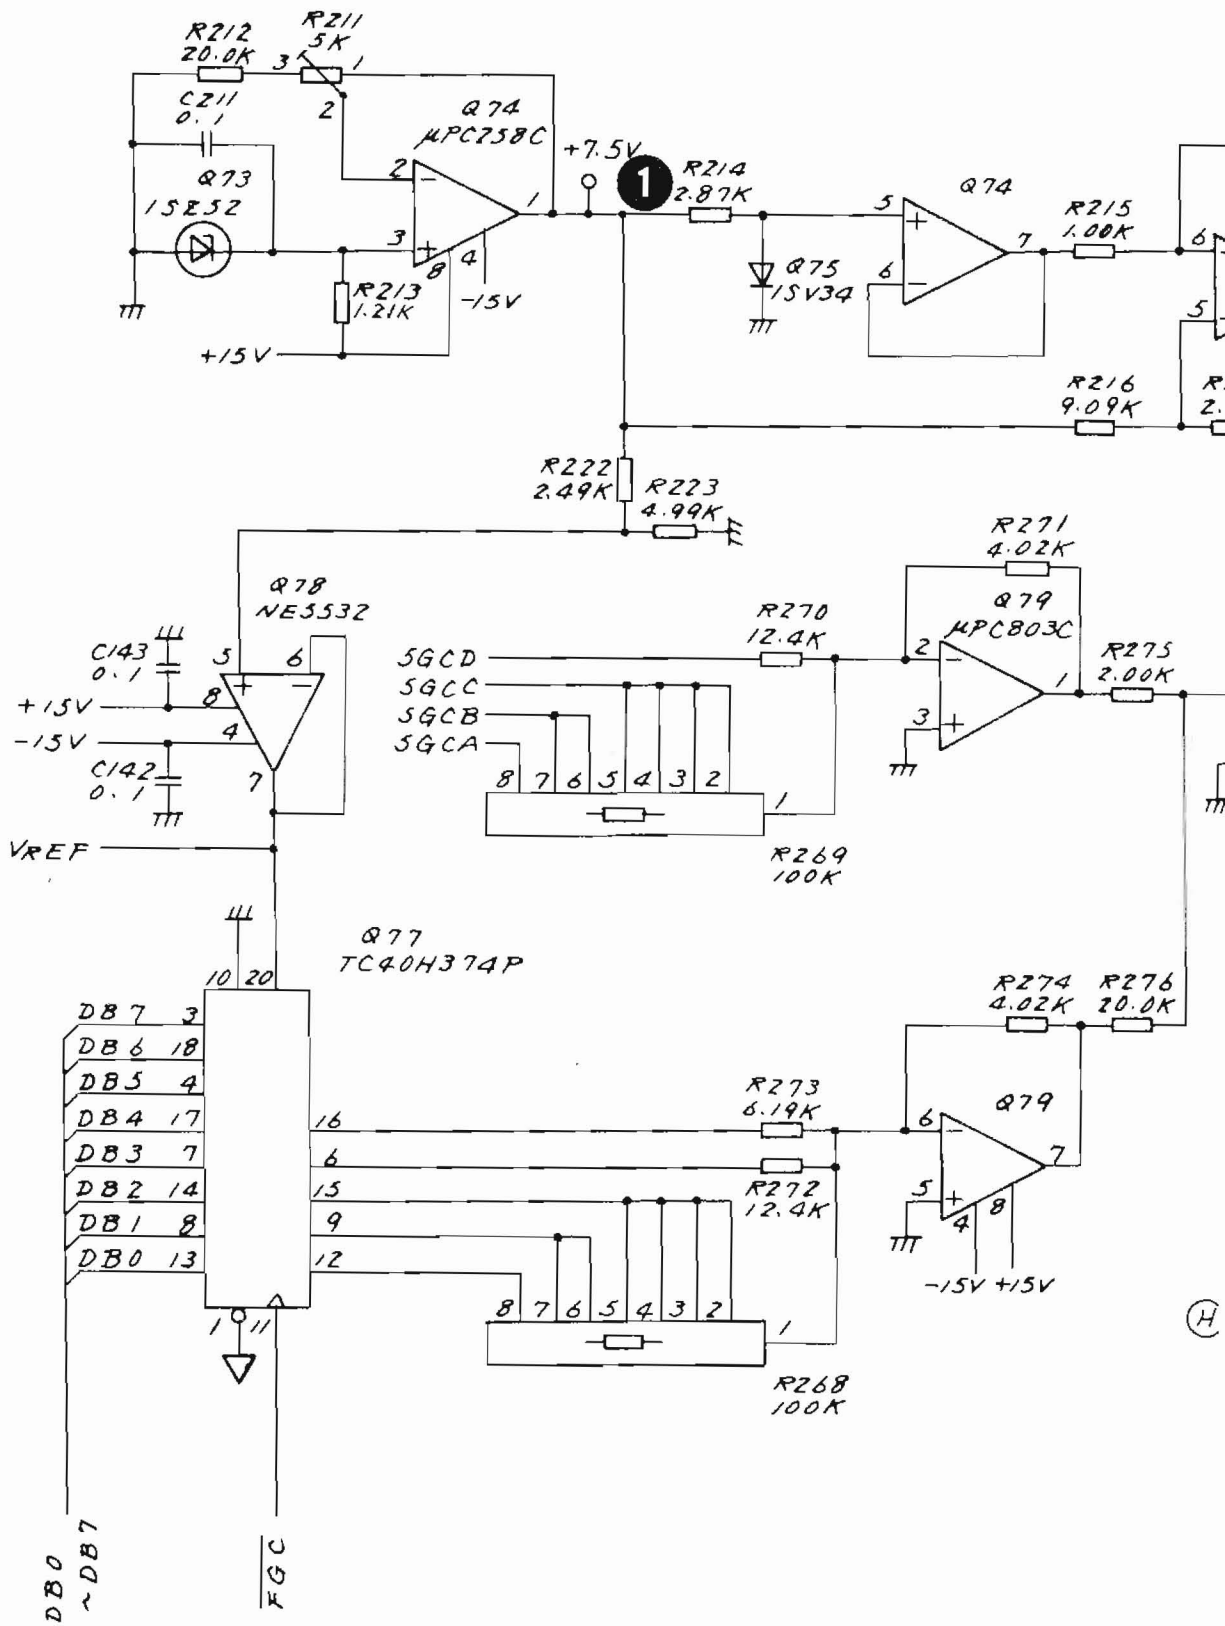 R212
20.0K
R211
5K
3
1
2
C211
0.1
Q73
1SZ52
Q74
μPC258C
2
3
1
8
4
-15V
R213
1.21K
+15V
+7.5V
1
R214
2.87K
Q75
1SV34
Q74
5
6
7
R215
1.00K
6
5
R216
9.09K
R
2.
R222
2.49K
R223
4.99K
Q78
NE5532
C143
0.1
5
6
8
4
7
+15V
-15V
C142
0.1
VREF
SGCD
SGCC
SGCB
SGCA
8 7 6 5 4 3 2
1
R269
100K
R270
12.4K
R271
4.02K
Q79
μPC803C
2
3
1
R275
2.00K
Q77
TC40H374P
10 20
DB7 3
DB6 18
DB5 4
DB4 17
DB3 7
DB2 14
DB1 8
DB0 13
16
6
15
9
12
1
11
R273
6.19K
R272
12.4K
8 7 6 5 4 3 2
1
R268
100K
R274
4.02K
R276
20.0K
Q79
6
5
7
4
8
-15V +15V
H
DB0
~DB7
FGC